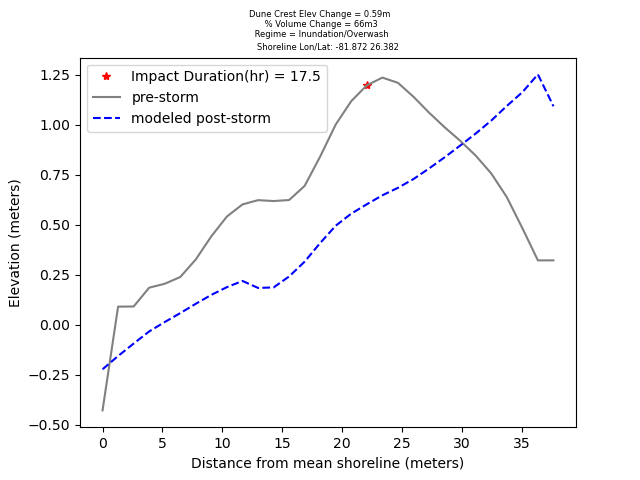 Dune Crest Elev Change = 0.59m
% Volume Change = 66m3
Regime = Inundation/Overwash
Shoreline Lon/Lat: -81.872 26.382
Impact Duration(hr) = 17.5
pre-storm
modeled post-storm
1.25
1.00
0.75
0.50
0.25
0.00
−0.25
−0.50
Elevation (meters)
0 5 10 15 20 25 30 35
Distance from mean shoreline (meters)